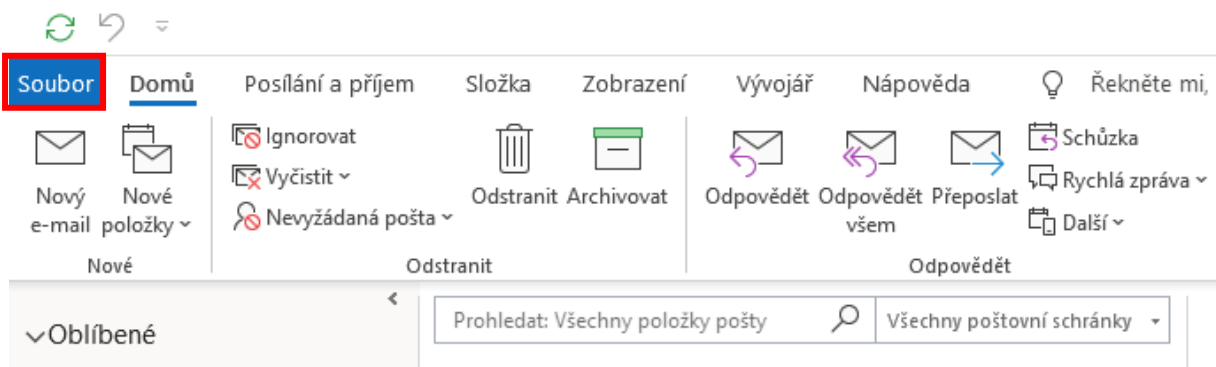 Soubor Domů Posílání a příjem Složka Zobrazení Vývojář Nápověda Řekněte mi,
Nový
e-mail
Nové
položky
Ignorovat
Vyčistit
Nevyžádaná pošta
Odstranit
Archivovat
Odpovědět
Odpovědět
všem
Přeposlat
Schůzka
Rychlá zpráva
Další
Nové
Odstranit
Odpovědět
Oblíbené
Prohledat: Všechny položky pošty
Všechny poštovní schránky